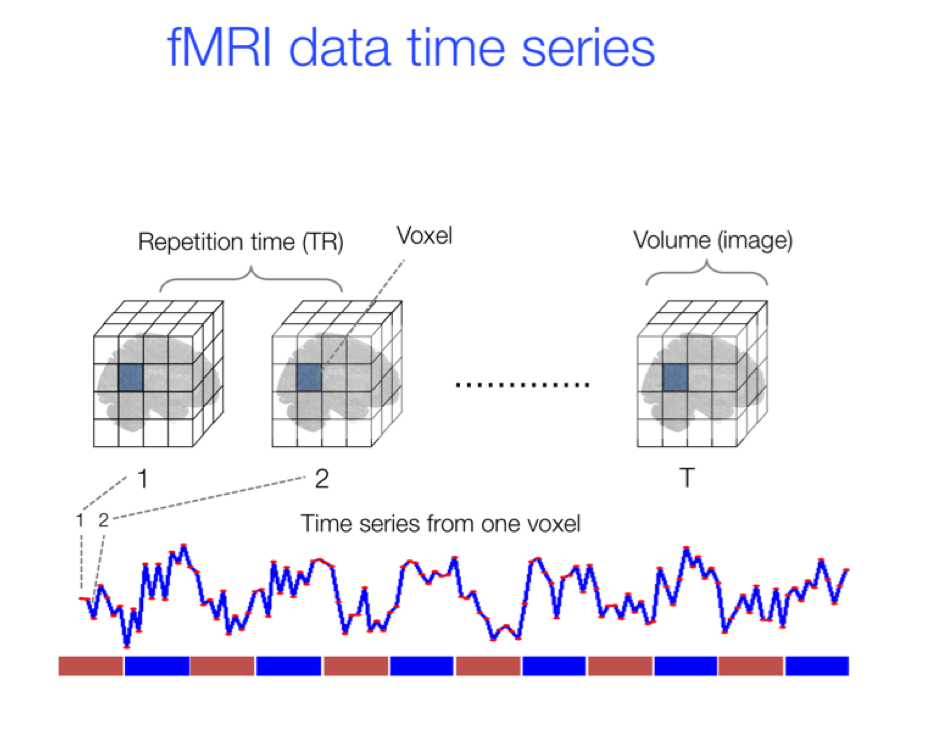 fMRI data time series
Repetition time (TR)
Voxel
Volume (image)
1
2
T
1
2
Time series from one voxel